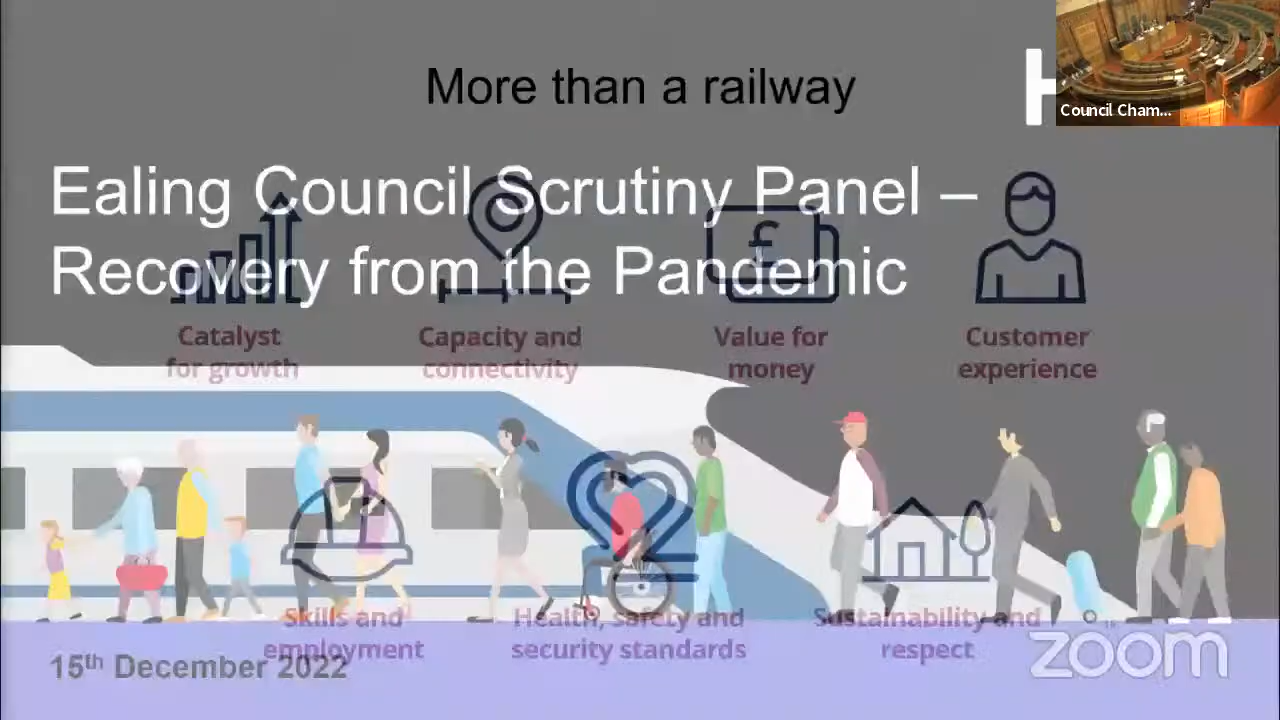 More than a railway
H
Council Cham...
Ealing Council Scrutiny Panel –
Recovery from the Pandemic
£
Catalyst
for growth
Capacity and
connectivity
Value for
money
Customer
experience
Skills and
employment
Health, safety and
security standards
Sustainability and
respect
15th December 2022
zoom